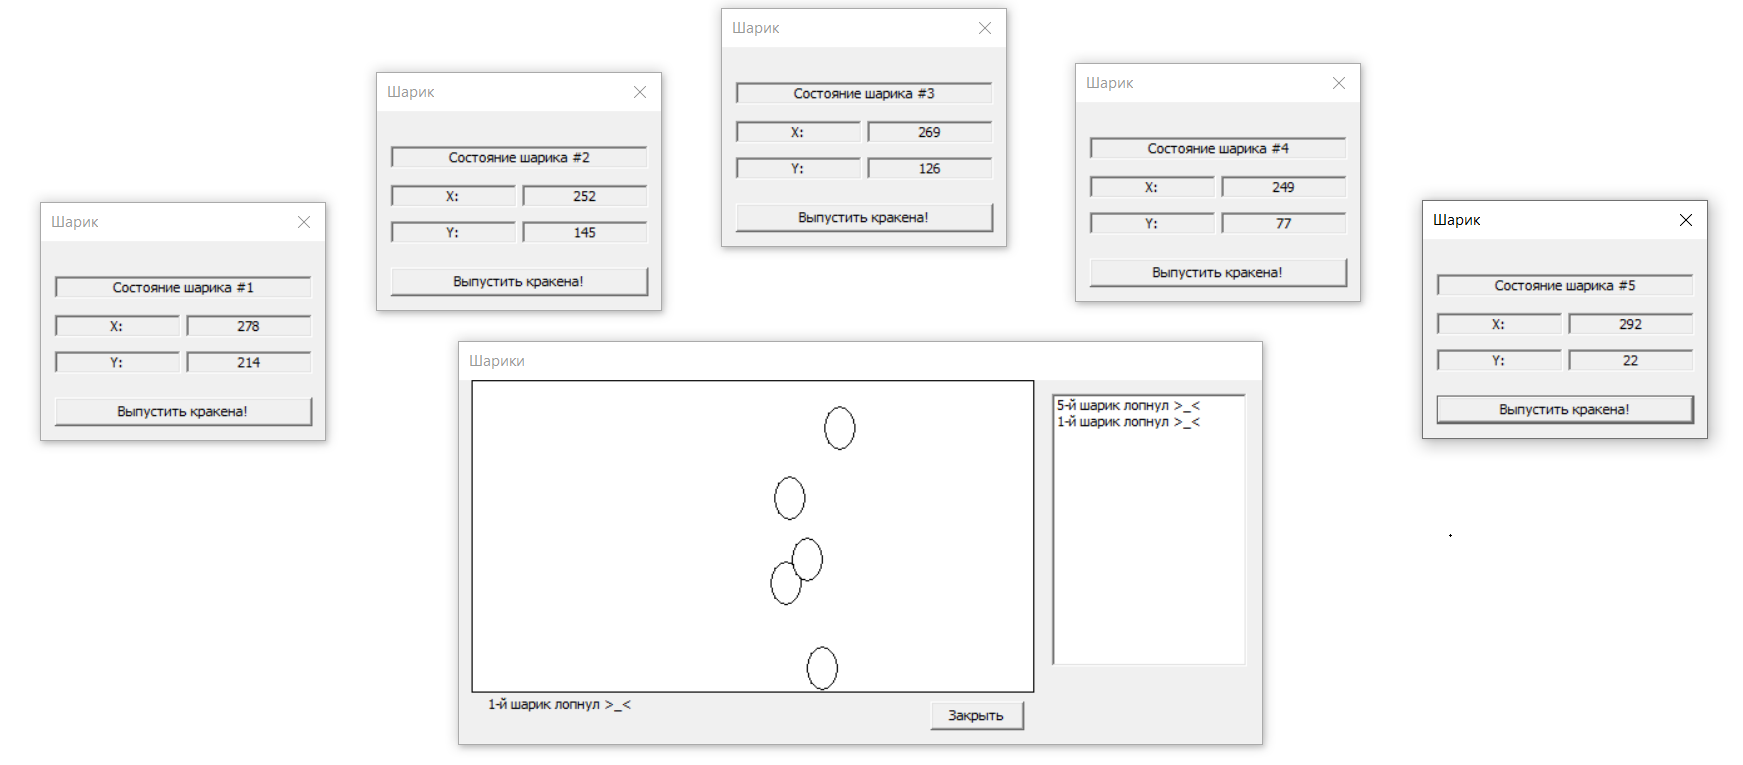 Шарик
Состояние шарика #1
X: 278
Y: 214
Выпустить кракена!
Шарик
Состояние шарика #2
X: 252
Y: 145
Выпустить кракена!
Шарик
Состояние шарика #3
X: 269
Y: 126
Выпустить кракена!
Шарик
Состояние шарика #4
X: 249
Y: 77
Выпустить кракена!
Шарик
Состояние шарика #5
X: 292
Y: 22
Выпустить кракена!
Шарики
5-й шарик лопнул >_<
1-й шарик лопнул >_<
1-й шарик лопнул >_<
Закрыть